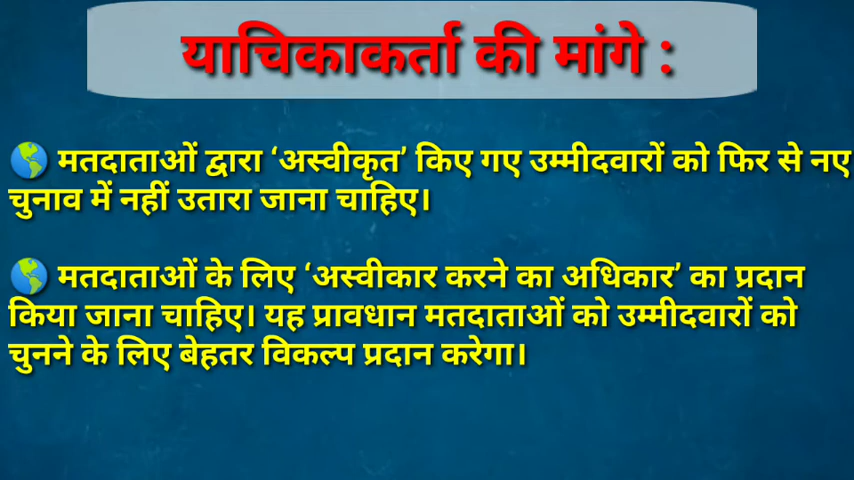 याचिकाकर्ता की मांगे :
मतदाताओं द्वारा ‘अस्वीकृत’ किए गए उम्मीदवारों को फिर से नए
चुनाव में नहीं उतारा जाना चाहिए।
मतदाताओं के लिए ‘अस्वीकार करने का अधिकार’ का प्रदान
किया जाना चाहिए। यह प्रावधान मतदाताओं को उम्मीदवारों को
चुनने के लिए बेहतर विकल्प प्रदान करेगा।